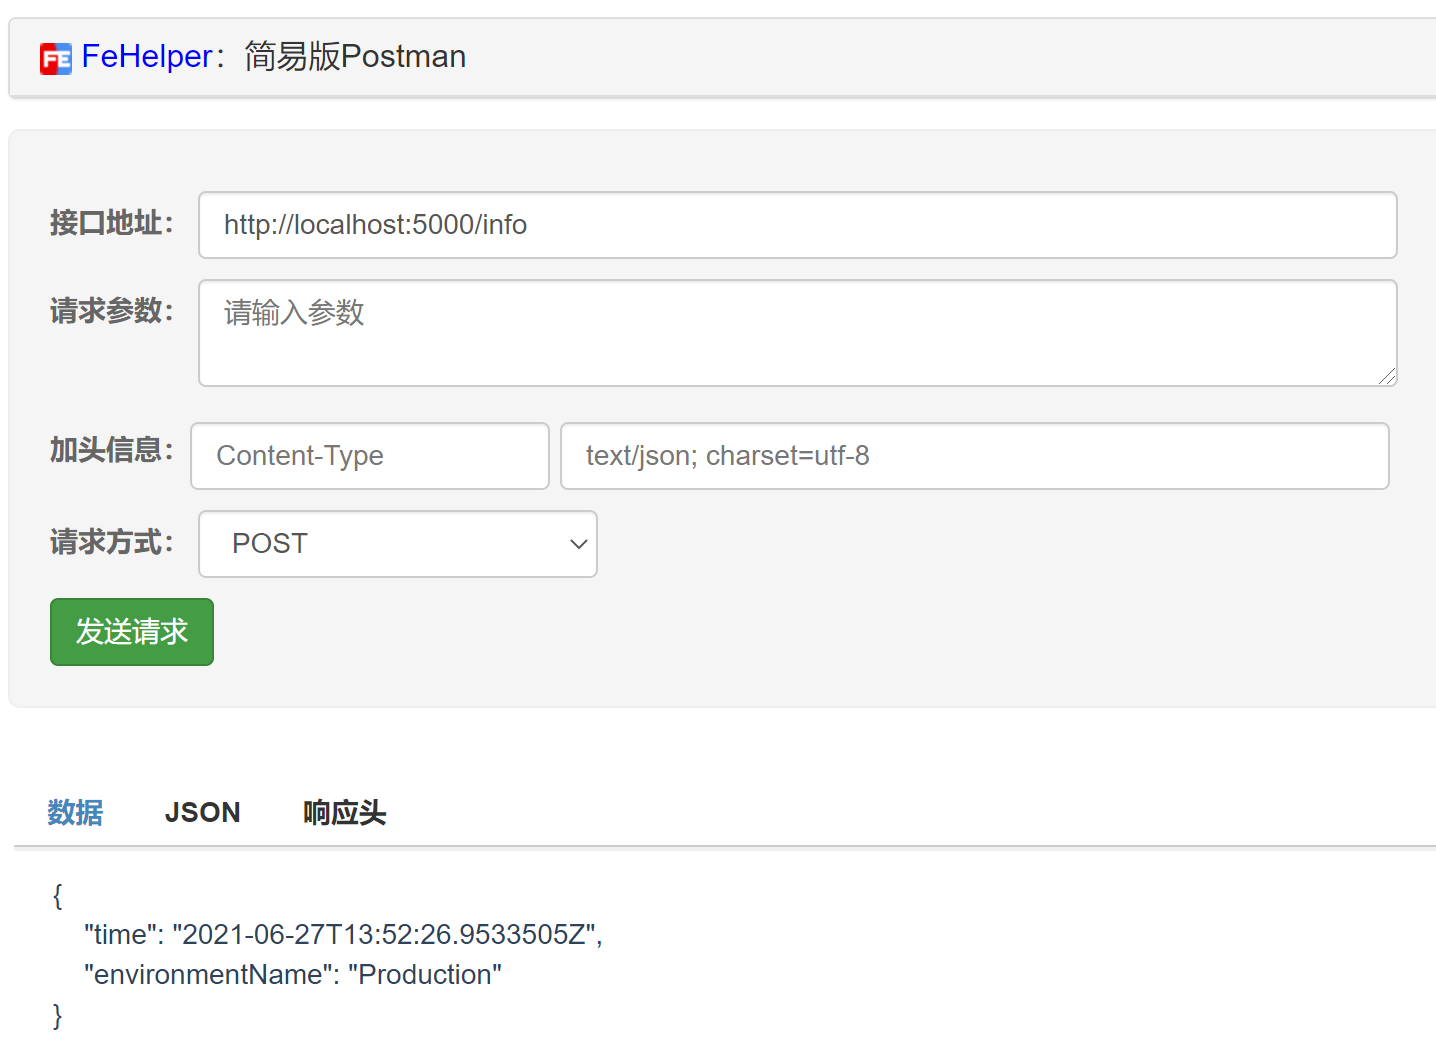 FE FeHelper：简易版Postman
接口地址： http://localhost:5000/info
请求参数： 请输入参数
加头信息： Content-Type text/json; charset=utf-8
请求方式： POST
发送请求
数据 JSON 响应头
{
"time": "2021-06-27T13:52:26.9533505Z",
"environmentName": "Production"
}